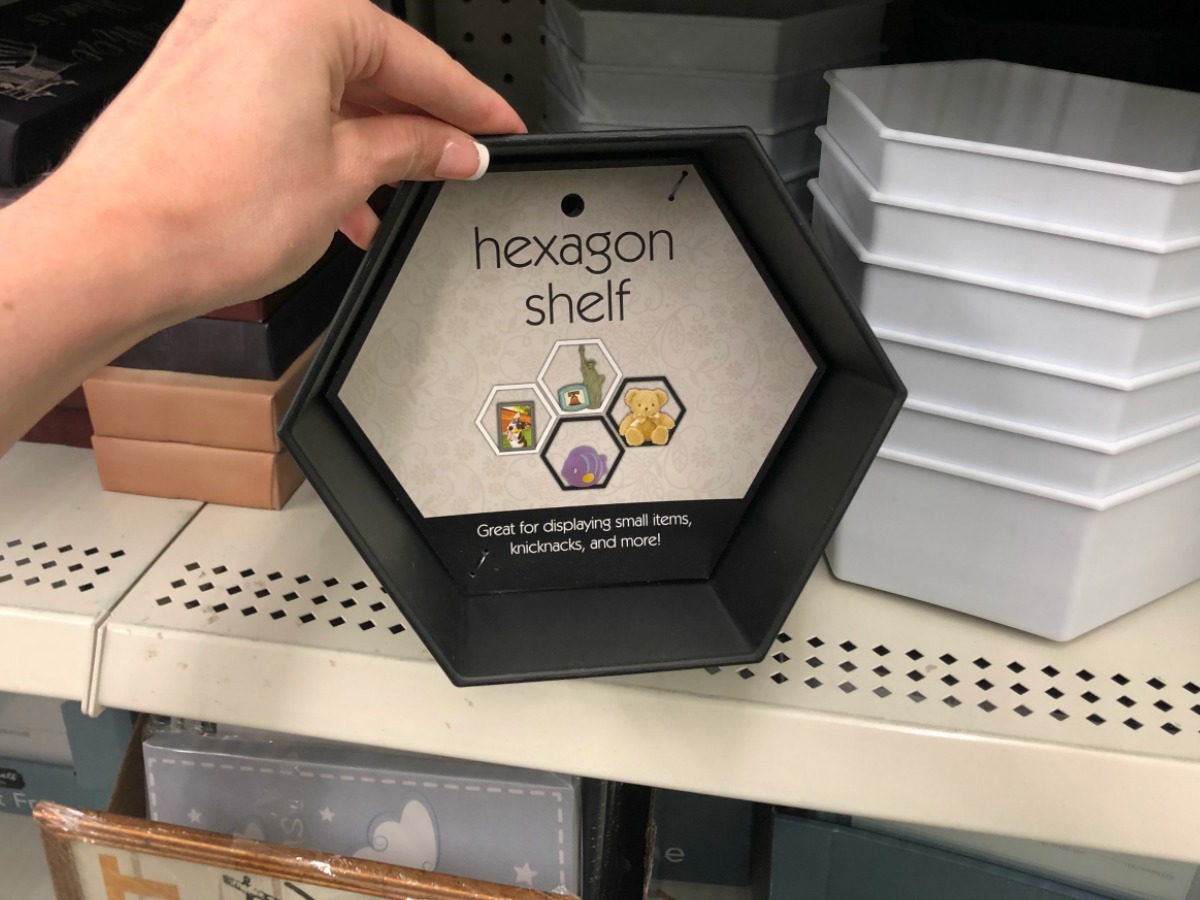 hexagon
shelf
Great for displaying small items,
knicknacks, and more!